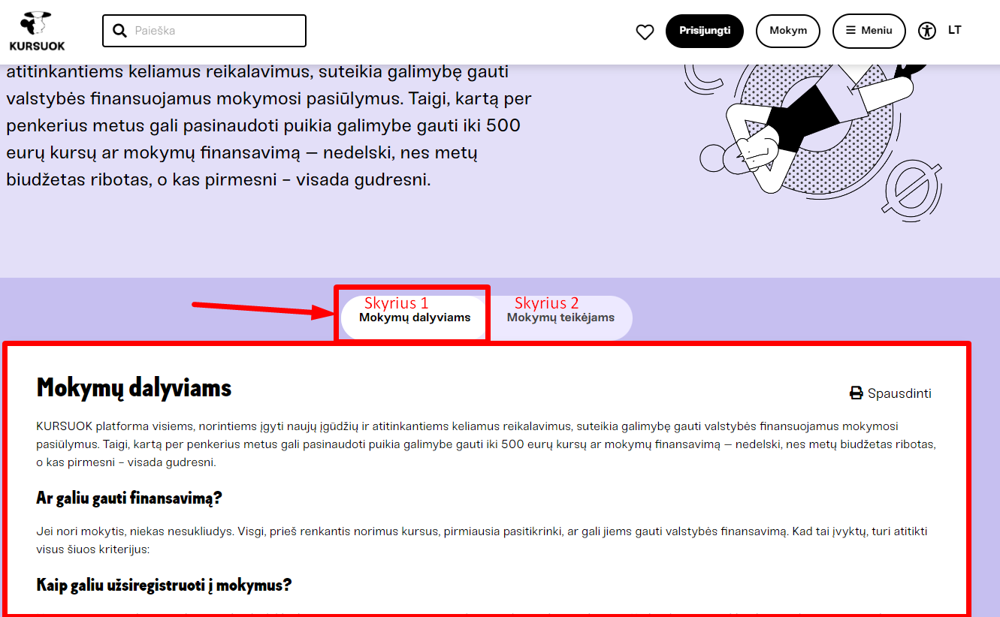 KURSUOK
Paieška
Prisijungti
Mokym
Meniu
LT
atitinkantiems keliamus reikalavimus, suteikia galimybę gauti
valstybės finansuojamus mokymosi pasiūlymus. Taigi, kartą per
penkerius metus gali pasinaudoti puikia galimybe gauti iki 500
eurų kursų ar mokymų finansavimą — nedelski, nes metų
biudžetas ribotas, o kas pirmesni – visada gudresni.
Skyrius 1
Skyrius 2
Mokymų dalyviams
Mokymų teikėjams
Mokymų dalyviams
Spausdinti
KURSUOK platforma visiems, norintiems įgyti naujų įgūdžių ir atitinkantiems keliamus reikalavimus, suteikia galimybę gauti valstybės finansuojamus mokymosi
pasiūlymus. Taigi, kartą per penkerius metus gali pasinaudoti puikia galimybe gauti iki 500 eurų kursų ar mokymų finansavimą — nedelski, nes metų biudžetas ribotas,
o kas pirmesni – visada gudresni.
Ar galiu gauti finansavimą?
Jei nori mokytis, niekas nesukliudys. Visgi, prieš renkantis norimus kursus, pirmiausia pasitikrinki, ar gali jiems gauti valstybės finansavimą. Kad tai įvyktų, turi atitikti
visus šiuos kriterijus:
Kaip galiu užsiregistruoti į mokymus?